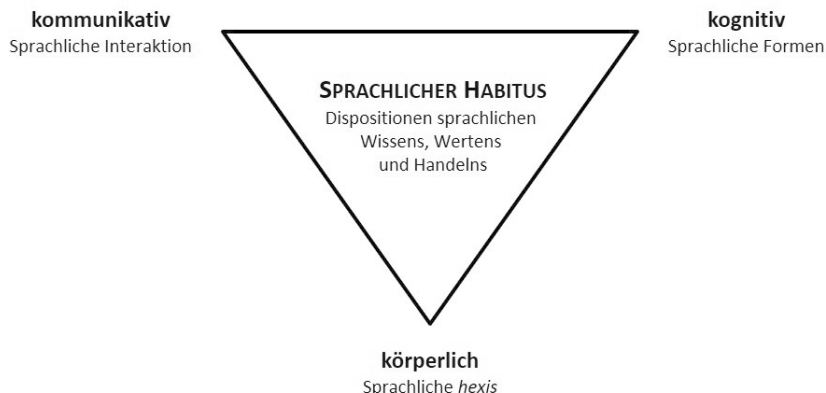 kommunikativ
Sprachliche Interaktion
kognitiv
Sprachliche Formen
SPRACHLICHER HABITUS
Dispositionen sprachlichen
Wissens, Wertens
und Handelns
körperlich
Sprachliche hexis